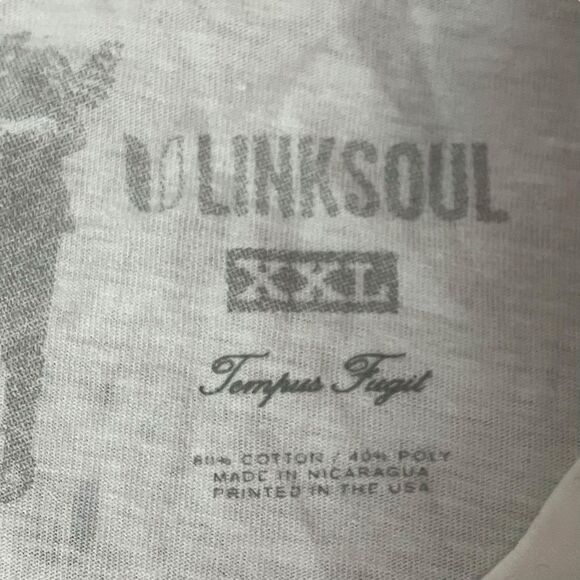 LINKSOUL
XXL
Tempus Fugit
60% COTTON / 40% POLY
MADE IN NICARAGUA
PRINTED IN THE USA